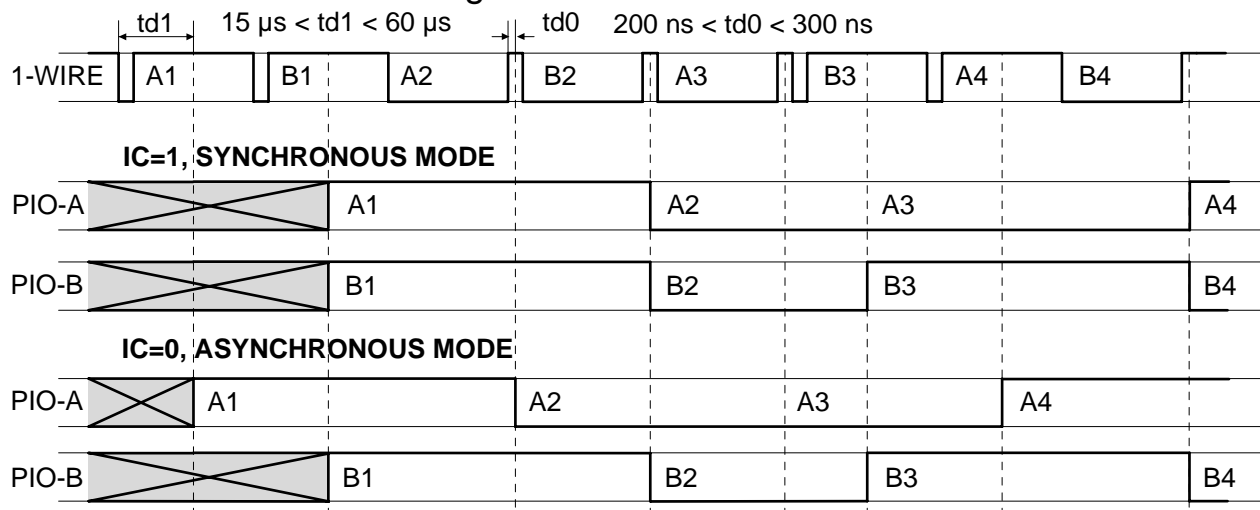 td1 15 µs < td1 < 60 µs td0 200 ns < td0 < 300 ns
1-WIRE A1 B1 A2 B2 A3 B3 A4 B4
IC=1, SYNCHRONOUS MODE
PIO-A A1 A2 A3 A4
PIO-B B1 B2 B3 B4
IC=0, ASYNCHRONOUS MODE
PIO-A A1 A2 A3 A4
PIO-B B1 B2 B3 B4